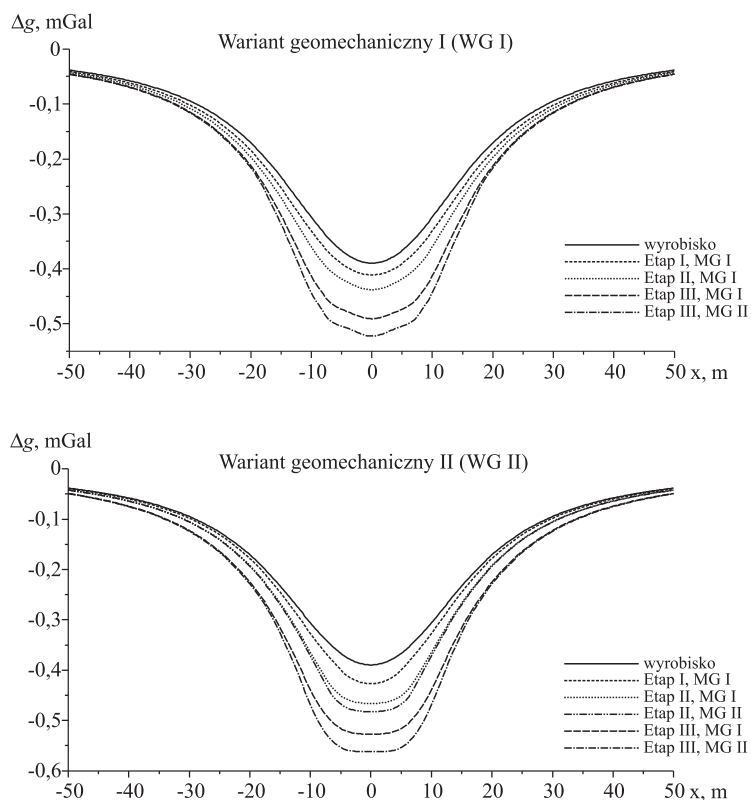 Δg, mGal
Wariant geomechaniczny I (WG I)
0
-0,1
-0,2
-0,3
-0,4
-0,5
wyrobisko
Etap I, MG I
Etap II, MG I
Etap III, MG I
Etap III, MG II
-50 -40 -30 -20 -10 0 10 20 30 40 50 x, m
Δg, mGal
Wariant geomechaniczny II (WG II)
0
-0,1
-0,2
-0,3
-0,4
-0,5
-0,6
wyrobisko
Etap I, MG I
Etap II, MG I
Etap II, MG II
Etap III, MG I
Etap III, MG II
-50 -40 -30 -20 -10 0 10 20 30 40 50 x, m